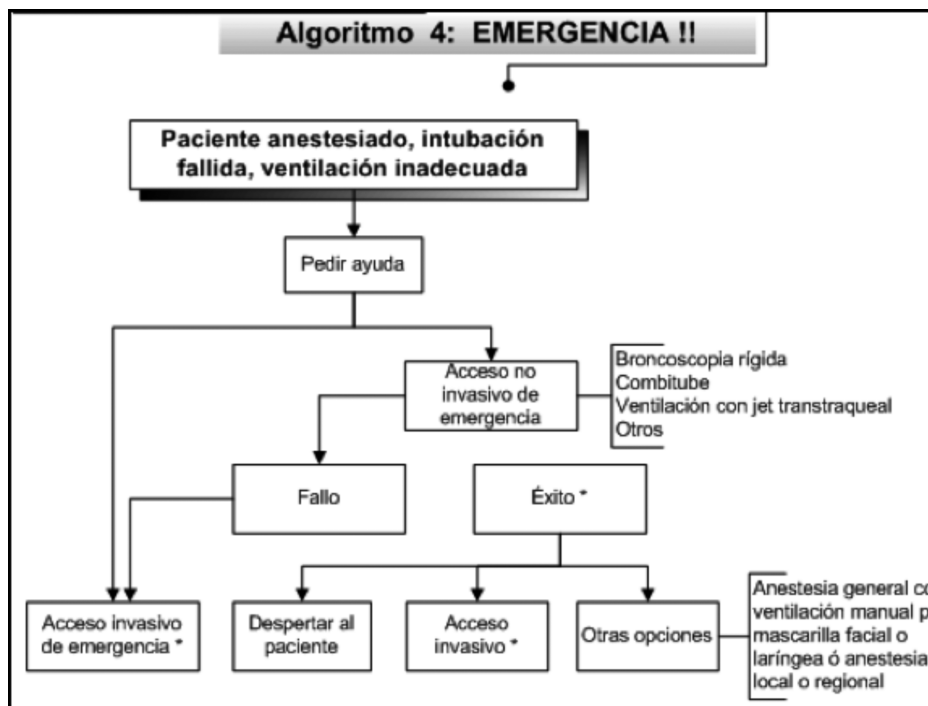 Algoritmo 4: EMERGENCIA !!
Paciente anestesiado, intubación
fallida, ventilación inadecuada
Pedir ayuda
Acceso no
invasivo de
emergencia
Broncoscopia rígida
Combitube
Ventilación con jet transtraqueal
Otros
Fallo
Éxito *
Acceso invasivo
de emergencia *
Despertar al
paciente
Acceso
invasivo *
Otras opciones
Anestesia general
ventilación manual
mascarilla facial o
laríngea ó anestesia
local o regional